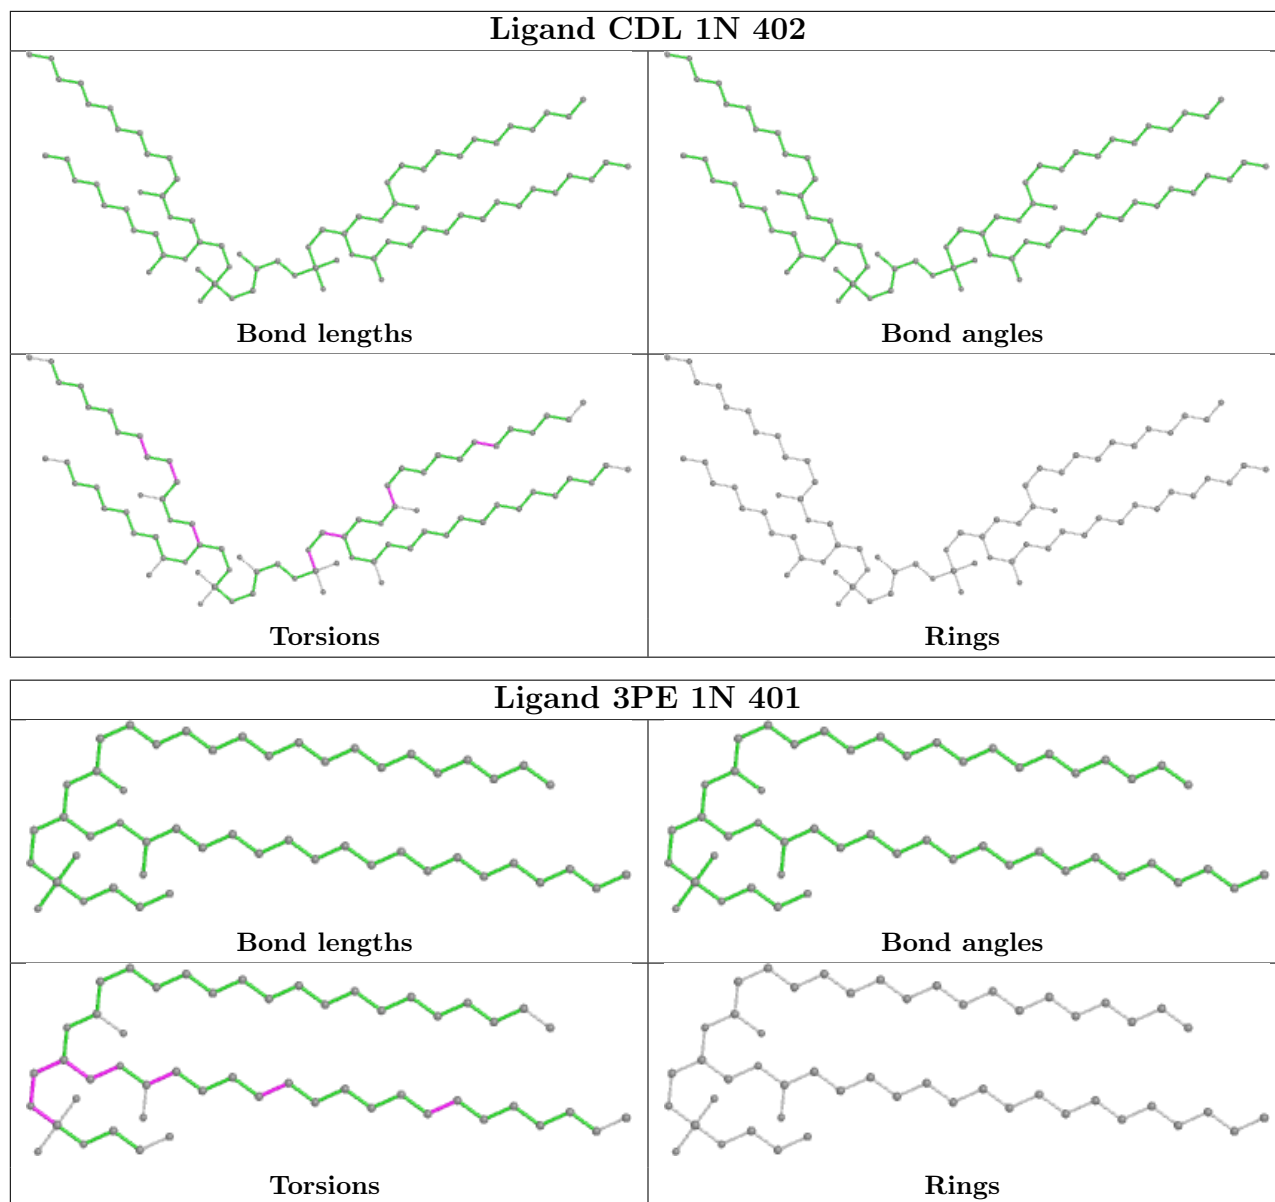 Ligand CDL 1N 402
Bond lengths
Bond angles
Torsions
Rings
Ligand 3PE 1N 401
Bond lengths
Bond angles
Torsions
Rings